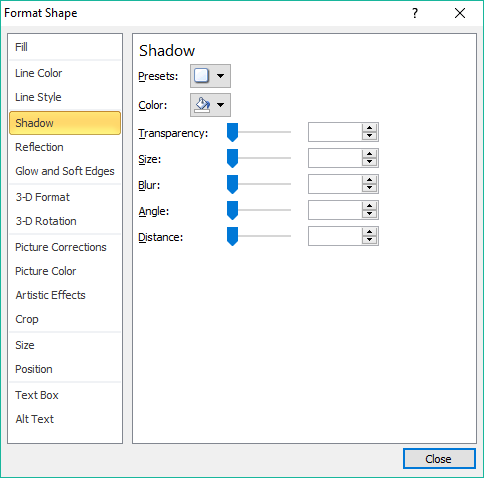 Format Shape
?
Fill
Line Color
Line Style
Shadow
Reflection
Glow and Soft Edges
3-D Format
3-D Rotation
Picture Corrections
Picture Color
Artistic Effects
Crop
Size
Position
Text Box
Alt Text
Shadow
Presets:
Color:
Transparency:
Size:
Blur:
Angle:
Distance:
Close